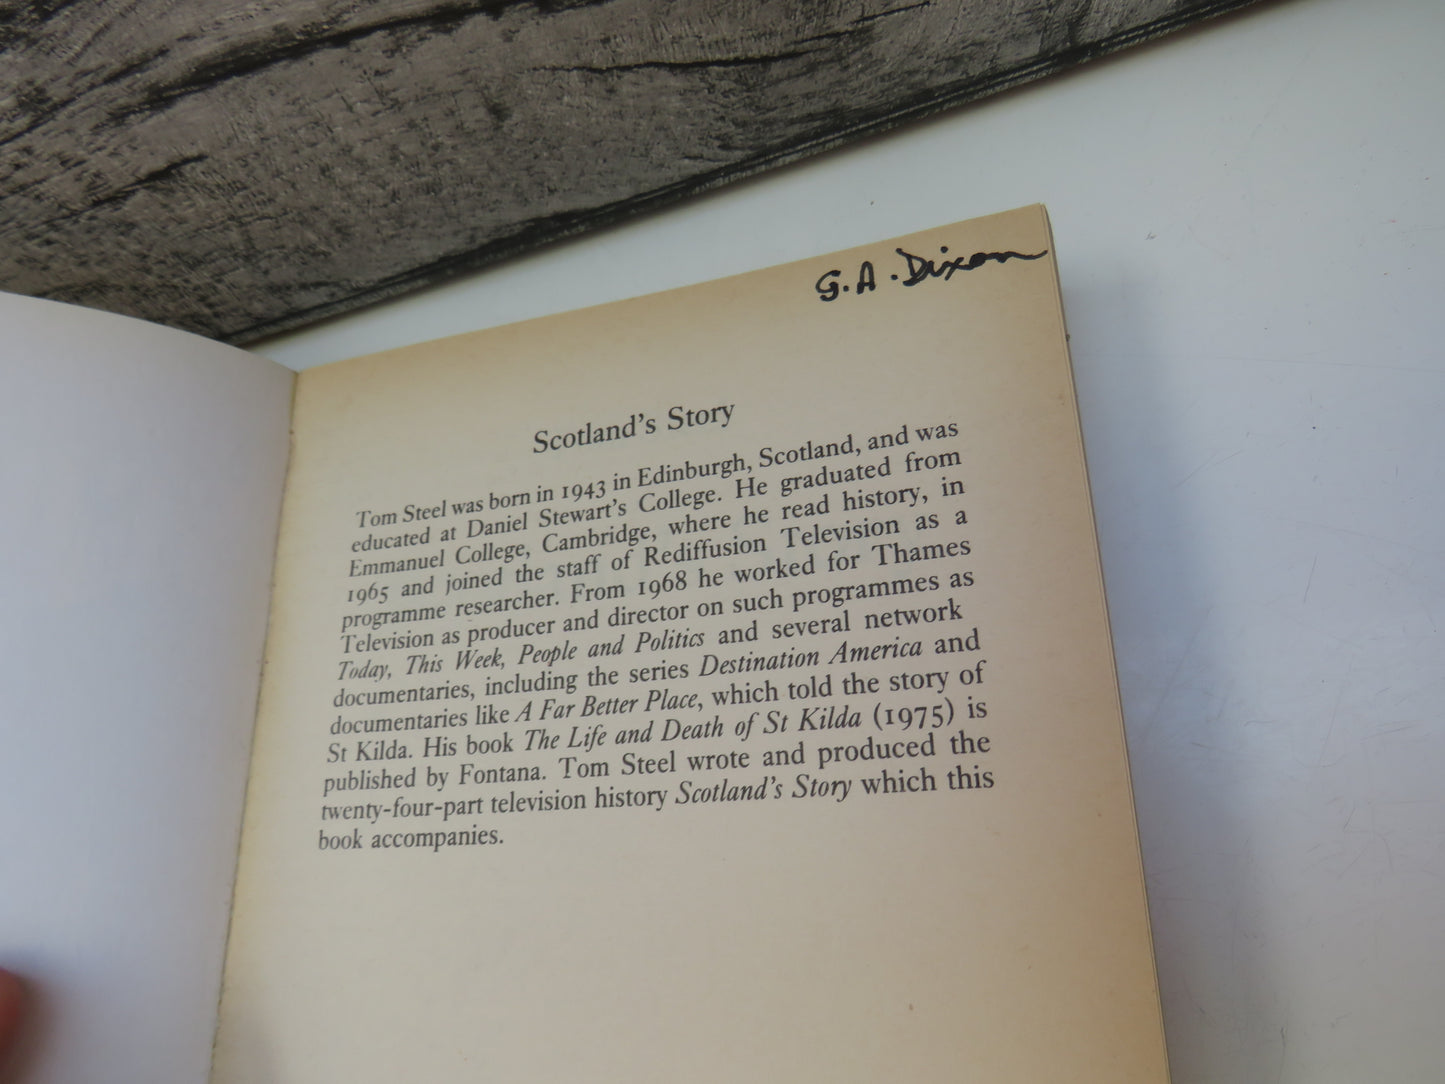 G.A. Dixon
Scotland's Story
Tom Steel was born in 1943 in Edinburgh, Scotland, and was
educated at Daniel Stewart's College. He graduated from
Emmanuel College, Cambridge, where he read history, in
1965 and joined the staff of Rediffusion Television as a
programme researcher. From 1968 he worked for Thames
Television as producer and director on such programmes as
Today, This Week, People and Politics and several network
documentaries, including the series Destination America and
documentaries like A Far Better Place, which told the story of
St Kilda. His book The Life and Death of St Kilda (1975) is
published by Fontana. Tom Steel wrote and produced the
twenty-four-part television history Scotland's Story which this
book accompanies.